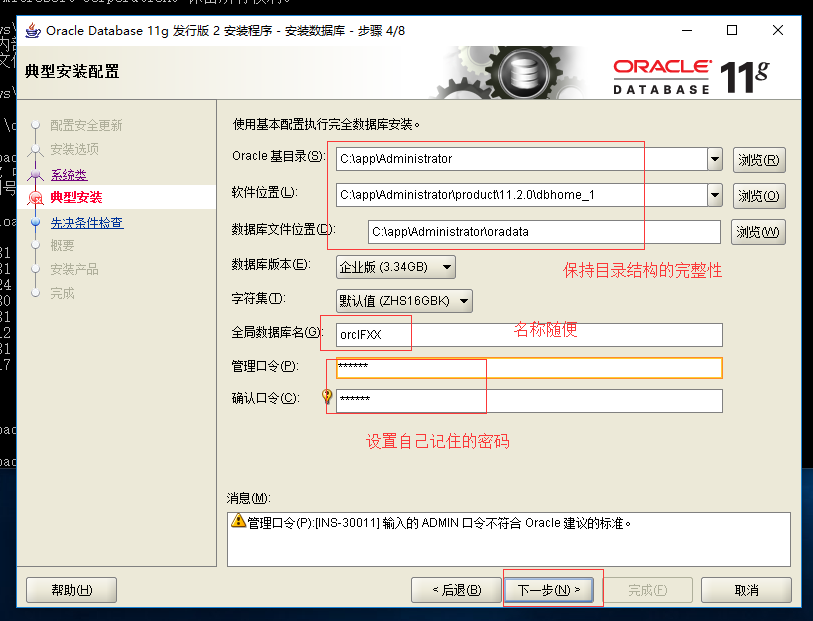 Oracle Database 11g 发行版 2 安装程序 - 安装数据库 - 步骤 4/8
典型安装配置
ORACLE 11g
DATABASE
配置安全更新
安装选项
系统类
典型安装
先决条件检查
概要
安装产品
完成
使用基本配置执行完全数据库安装。
Oracle 基目录(S): C:\app\Administrator 浏览(R)
软件位置(L): C:\app\Administrator\product\11.2.0\dbhome_1 浏览(O)
数据库文件位置(D): C:\app\Administrator\oradata 浏览(W)
数据库版本(E): 企业版 (3.34GB) 保持目录结构的完整性
字符集(T): 默认值 (ZHS16GBK)
全局数据库名(G): orclFXX 名称随便
管理口令(P): ******
确认口令(C): ******
设置自己记住的密码
消息(M):
管理口令(P):[INS-30011] 输入的 ADMIN 口令不符合 Oracle 建议的标准。
帮助(H) < 后退(B) 下一步(N) > 完成(F) 取消